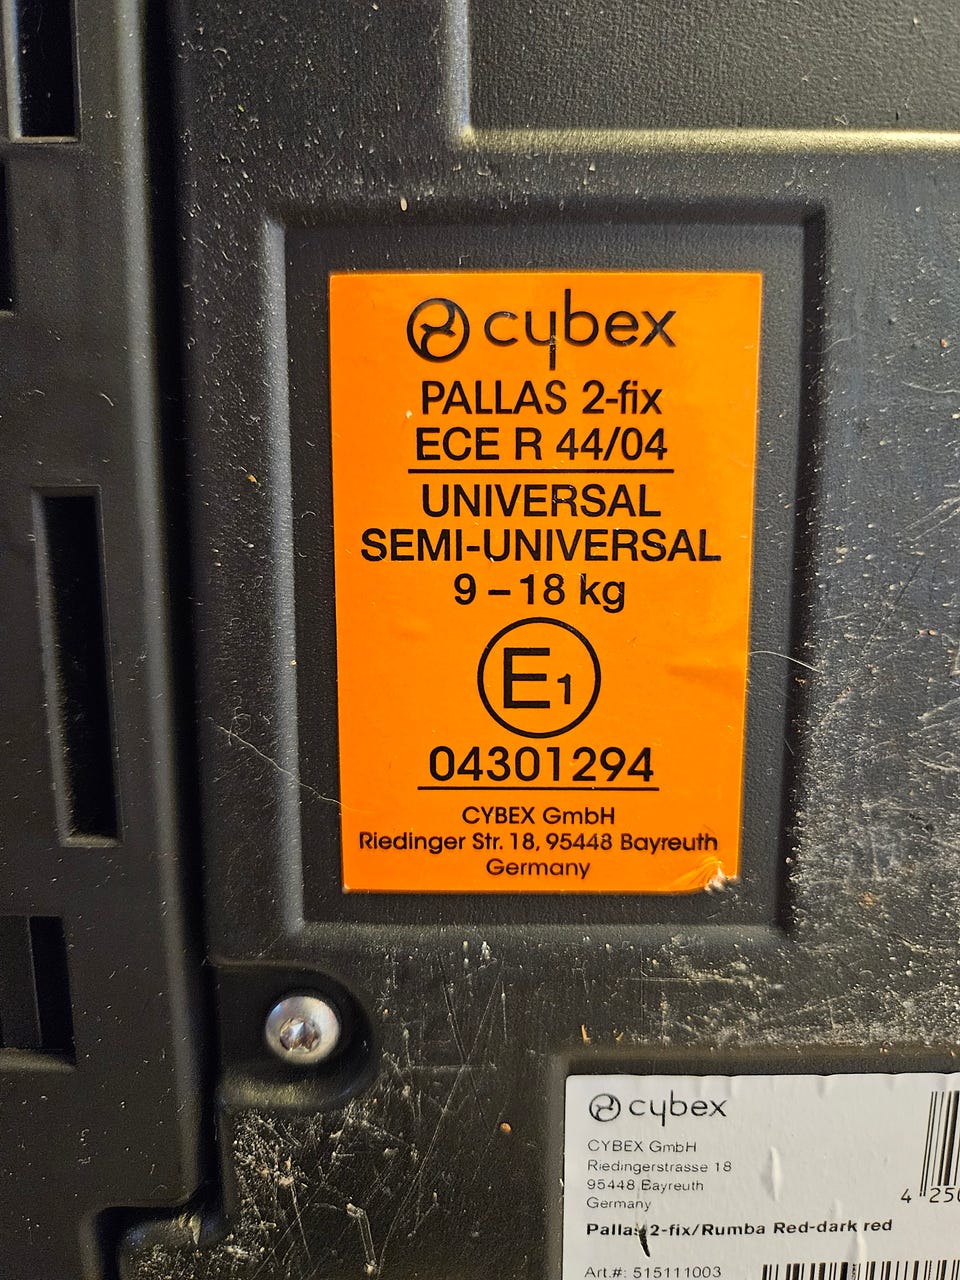 cybex
PALLAS 2-fix
ECE R 44/04
UNIVERSAL
SEMI-UNIVERSAL
9 – 18 kg
E1
04301294
CYBEX GmbH
Riedinger Str. 18, 95448 Bayreuth
Germany
cybex
CYBEX GmbH
Riedingerstrasse 18
95448 Bayreuth
Germany
4 250
Pallas 2-fix/Rumba Red-dark red
Art.#: 515111003